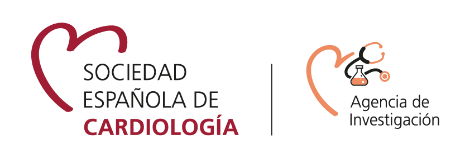 SOCIEDAD
ESPAÑOLA DE
CARDIOLOGÍA
Agencia de
Investigación